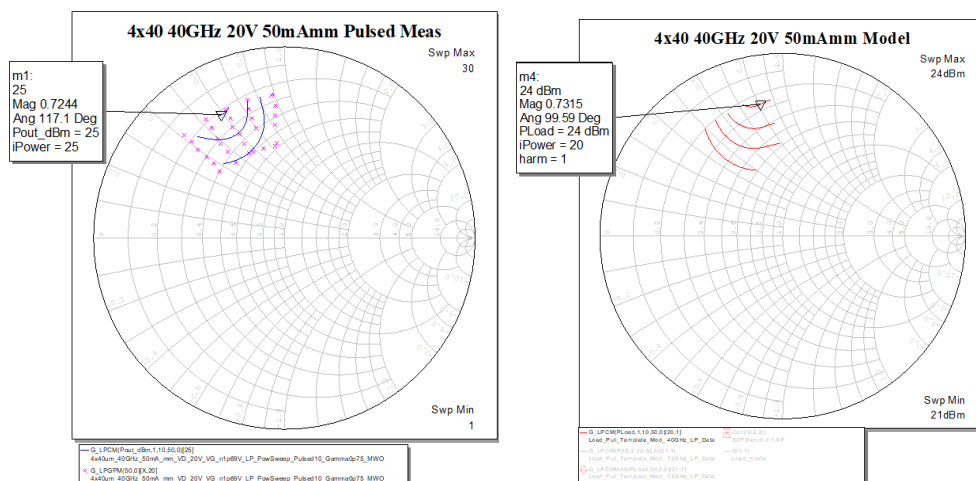 4x40 40GHz 20V 50mAmm Pulsed Meas
Swp Max
30
m1:
25
Mag 0.7244
Ang 117.1 Deg
Pout_dBm = 25
iPower = 25
Swp Min
1
G_LPCM(Pout_dBm,1,10,50,0)[25]
4x40um_40GHz_50mA_mm_VD_20V_VG_n1p69V_LP_PowSweep_Pulsed10_Gamma0p75_MWO
G_LPGPM(50,0)[X,20]
4x40um_40GHz_50mA_mm_VD_20V_VG_n1p69V_LP_PowSweep_Pulsed10_Gamma0p75_MWO
4x40 40GHz 20V 50mAmm Model
Swp Max
24dBm
m4:
24 dBm
Mag 0.7315
Ang 99.59 Deg
PLoad = 24 dBm
iPower = 20
harm = 1
Swp Min
21dBm
G_LPCM(PLoad,1,10,50,0)[20,1]
Load_Pull_Template_Mod_40GHz_LP_Data
Load_Pull_Template_Mod_72GHz_LP_Data
Load_model
Load_Pull_Template_Mod_72GHz_LP_Data